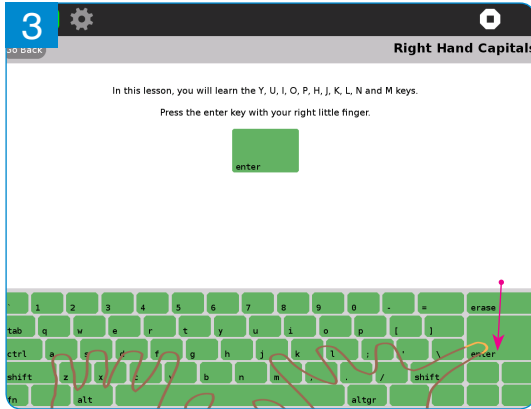 3
Go Back
Right Hand Capitals
In this lesson, you will learn the Y, U, I, O, P, H, J, K, L, N and M keys.
Press the enter key with your right little finger.
enter
` 1 2 3 4 5 6 7 8 9 0 - = erase
tab q w e r t y u i o p [ ]
ctrl a s d f g h j k l ; ' \ enter
shift z x c v b n m , . / shift
fn alt altgr